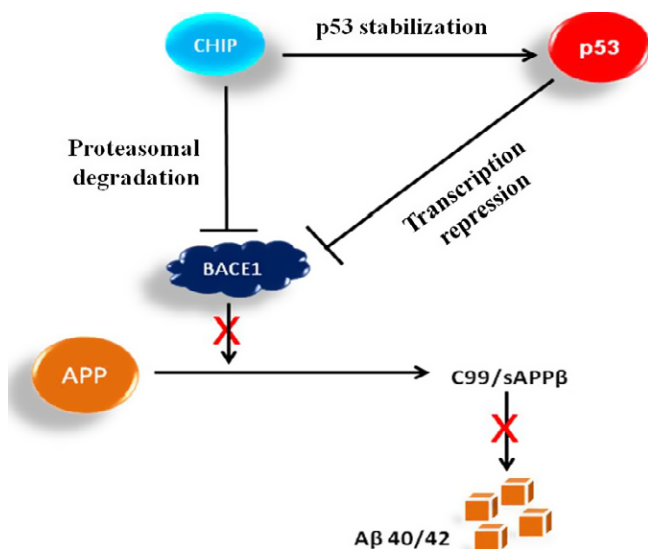 CHIP
p53 stabilization
p53
Proteasomal
degradation
Transcription
repression
BACE1
X
APP
C99/sAPPβ
X
Aβ 40/42